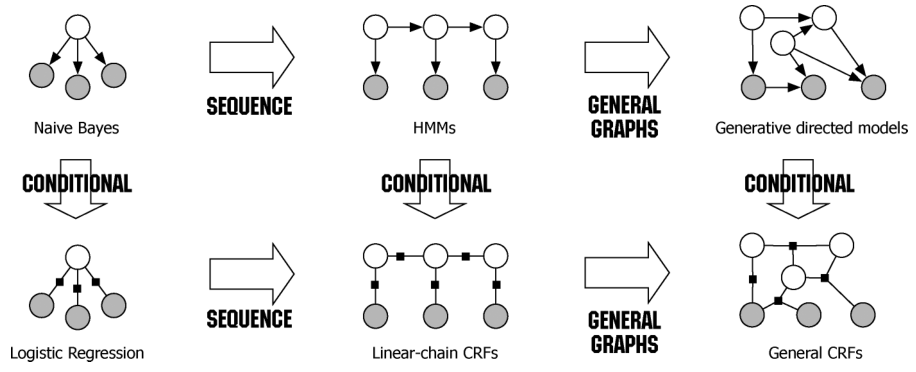 SEQUENCE
GENERAL
GRAPHS
Naive Bayes
HMMs
Generative directed models
CONDITIONAL
CONDITIONAL
CONDITIONAL
SEQUENCE
GENERAL
GRAPHS
Logistic Regression
Linear-chain CRFs
General CRFs